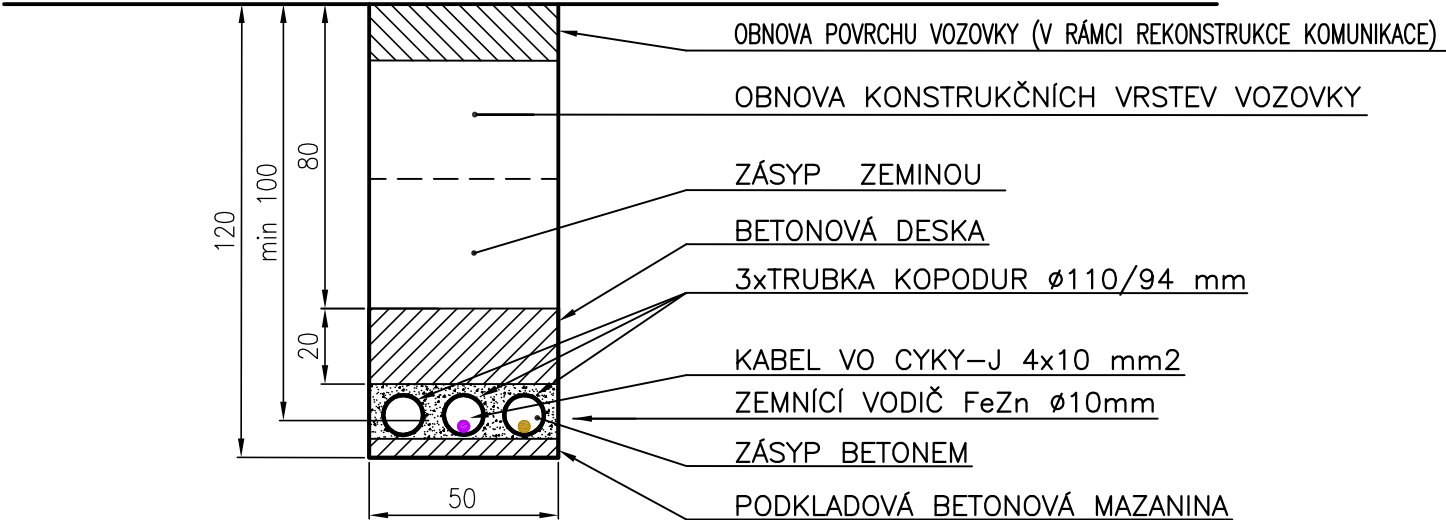 OBNOVA POVRCHU VOZOVKY (V RÁMCI REKONSTRUKCE KOMUNIKACE)
OBNOVA KONSTRUKČNÍCH VRSTEV VOZOVKY
80
min 100
120
ZÁSYP ZEMINOU
BETONOVÁ DESKA
3xTRUBKA KOPODUR ø110/94 mm
20
KABEL VO CYKY-J 4x10 mm2
ZEMNÍCÍ VODIČ FeZn ø10mm
ZÁSYP BETONEM
50
PODKLADOVÁ BETONOVÁ MAZANINA